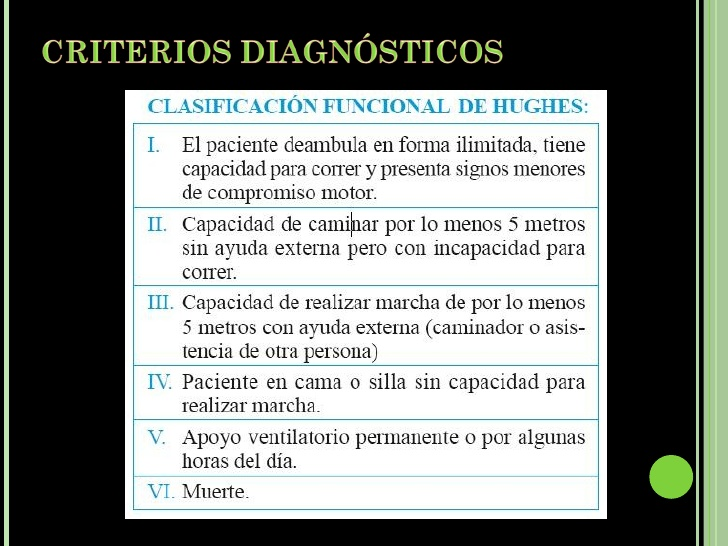 CRITERIOS DIAGNÓSTICOS
CLASIFICACIÓN FUNCIONAL DE HUGHES:
I. El paciente deambula en forma ilimitada, tiene
capacidad para correr y presenta signos menores
de compromiso motor.
II. Capacidad de caminar por lo menos 5 metros
sin ayuda externa pero con incapacidad para
correr.
III. Capacidad de realizar marcha de por lo menos
5 metros con ayuda externa (caminador o asis-
tencia de otra persona)
IV. Paciente en cama o silla sin capacidad para
realizar marcha.
V. Apoyo ventilatorio permanente o por algunas
horas del día.
VI. Muerte.